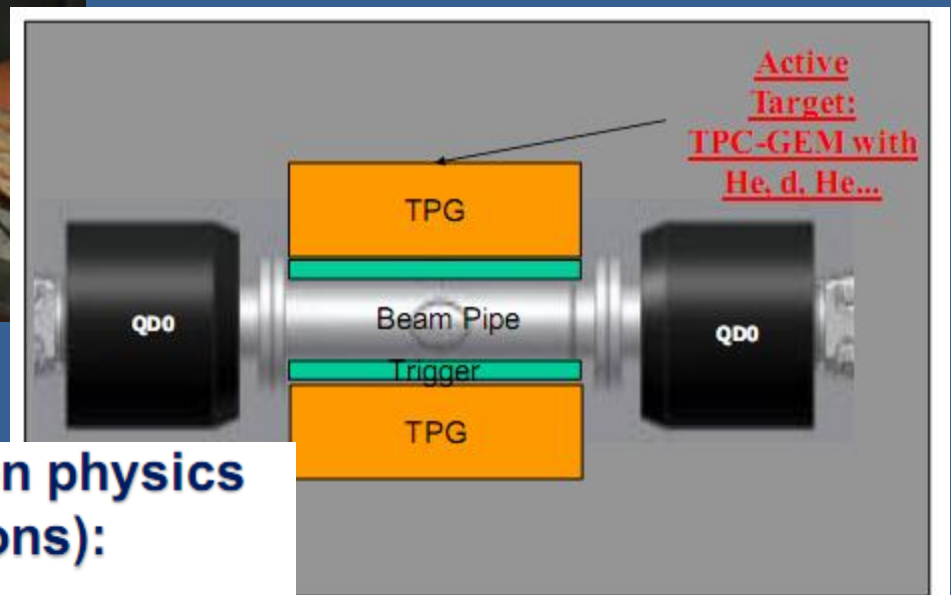 Active
Target:
TPC-GEM with
He, d, He...
TPG
QD0
Beam Pipe
QD0
Trigger
TPG
n physics
ons):